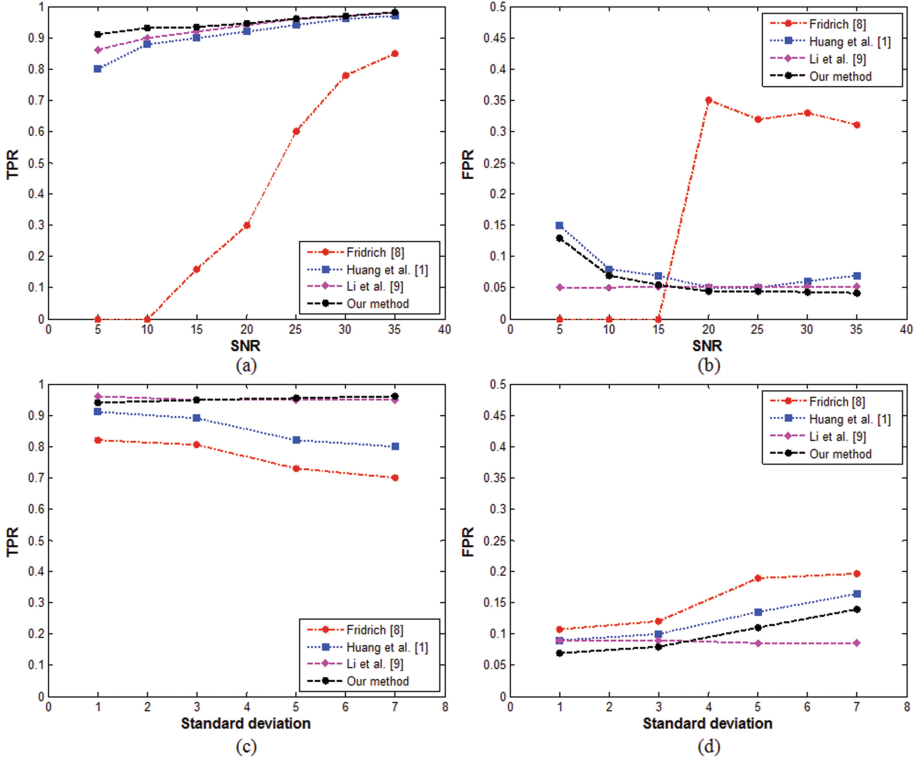 1
0.9
0.8
0.7
0.6
0.5
0.4
0.3
0.2
0.1
0
TPR
0 5 10 15 20 25 30 35 40
SNR
Fridrich [8]
Huang et al. [1]
Li et al. [9]
Our method
(a)
0.5
0.45
0.4
0.35
0.3
0.25
0.2
0.15
0.1
0.05
0
FPR
0 5 10 15 20 25 30 35 40
SNR
Fridrich [8]
Huang et al. [1]
Li et al. [9]
Our method
(b)
1
0.9
0.8
0.7
0.6
0.5
0.4
0.3
0.2
0.1
0
TPR
0 1 2 3 4 5 6 7 8
Standard deviation
Fridrich [8]
Huang et al. [1]
Li et al. [9]
Our method
(c)
0.5
0.45
0.4
0.35
0.3
0.25
0.2
0.15
0.1
0.05
0
FPR
0 1 2 3 4 5 6 7 8
Standard deviation
Fridrich [8]
Huang et al. [1]
Li et al. [9]
Our method
(d)